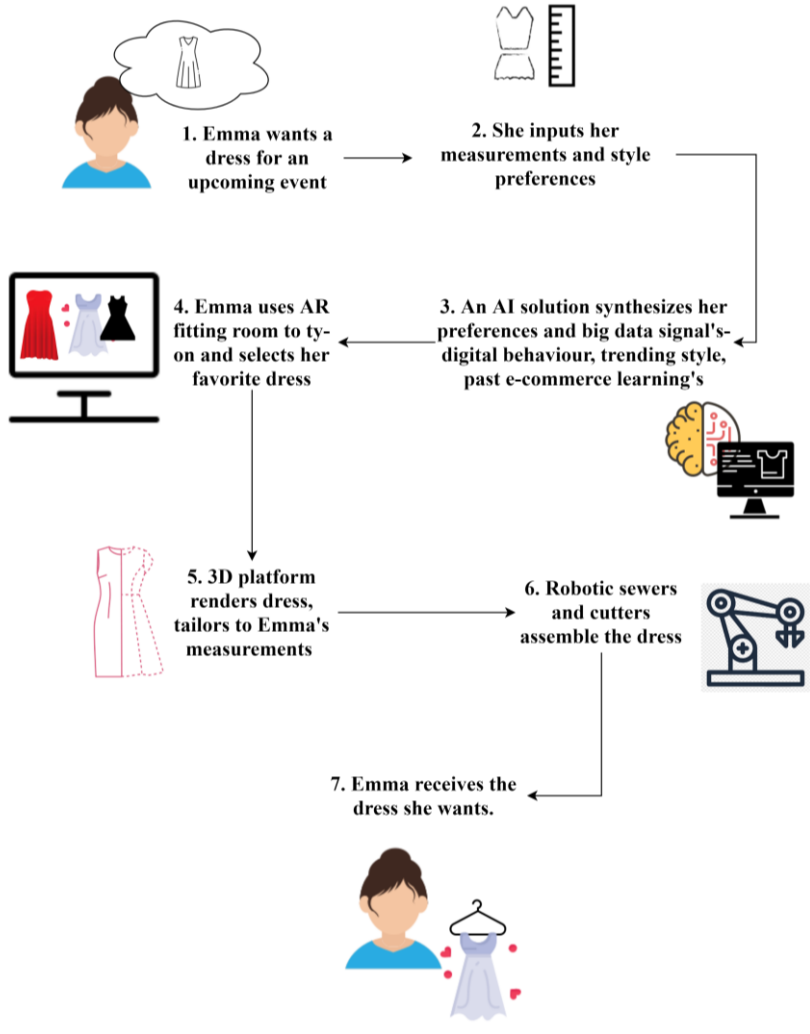 1. Emma wants a
dress for an
upcoming event
2. She inputs her
measurements and style
preferences
3. An AI solution synthesizes her
preferences and big data signal's-
digital behaviour, trending style,
past e-commerce learning's
4. Emma uses AR
fitting room to ty-
on and selects her
favorite dress
5. 3D platform
renders dress,
tailors to Emma's
measurements
6. Robotic sewers
and cutters
assemble the dress
7. Emma receives the
dress she wants.